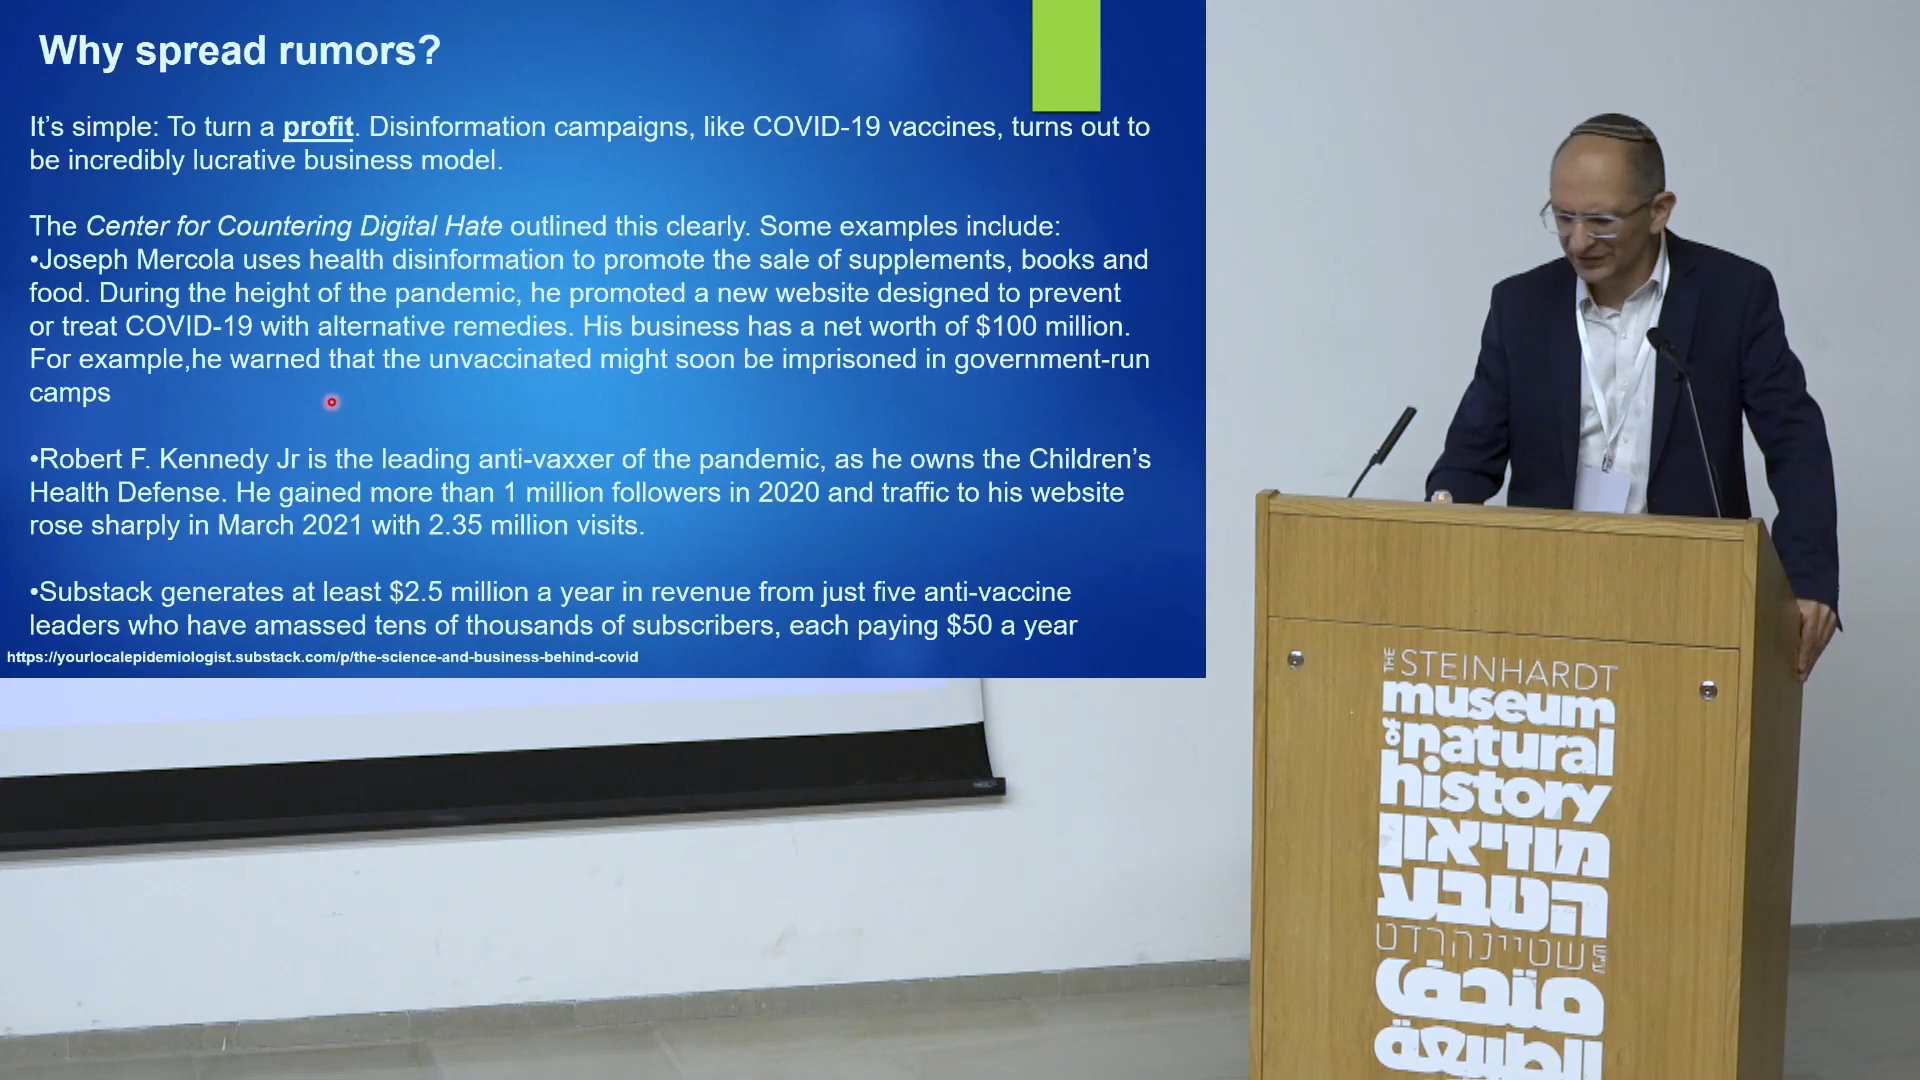 Why spread rumors?
It’s simple: To turn a profit. Disinformation campaigns, like COVID-19 vaccines, turns out to
be incredibly lucrative business model.
The Center for Countering Digital Hate outlined this clearly. Some examples include:
•Joseph Mercola uses health disinformation to promote the sale of supplements, books and
food. During the height of the pandemic, he promoted a new website designed to prevent
or treat COVID-19 with alternative remedies. His business has a net worth of $100 million.
For example,he warned that the unvaccinated might soon be imprisoned in government-run
camps
•Robert F. Kennedy Jr is the leading anti-vaxxer of the pandemic, as he owns the Children’s
Health Defense. He gained more than 1 million followers in 2020 and traffic to his website
rose sharply in March 2021 with 2.35 million visits.
•Substack generates at least $2.5 million a year in revenue from just five anti-vaccine
leaders who have amassed tens of thousands of subscribers, each paying $50 a year
https://yourlocalepidemiologist.substack.com/p/the-science-and-business-behind-covid
THE STEINHARDT
museum
of natural
history
מוזיאון
הטבע
ע״ש שטיינהרדט
متحف
الطبيعة